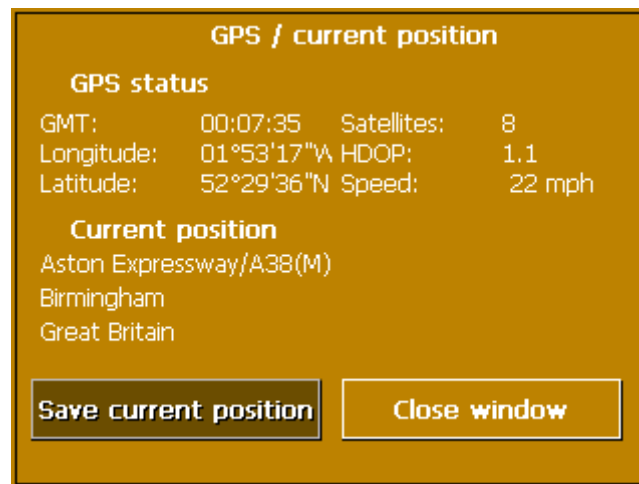 GPS / current position
GPS status
GMT: 00:07:35 Satellites: 8
Longitude: 01°53'17"W HDOP: 1.1
Latitude: 52°29'36"N Speed: 22 mph
Current position
Aston Expressway/A38(M)
Birmingham
Great Britain
Save current position Close window